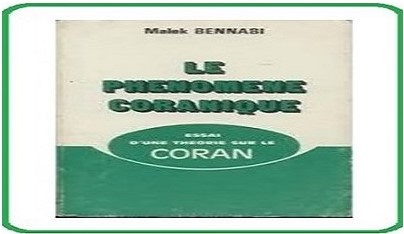 Malek BENNABI
LE
PHENOMENE
CORANIQUE
ESSAI
D'UNE THEORIE SUR LE
CORAN